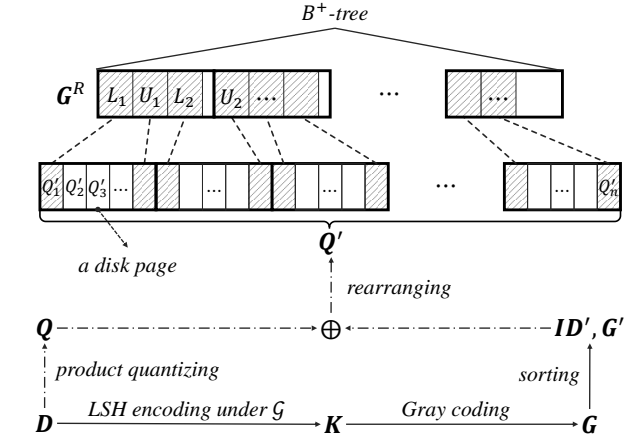 B⁺-tree
Gᴿ L₁ U₁ L₂ U₂ ... ... ...
Q′₁ Q′₂ Q′₃ ... ... ... ... ... Q′ₙ
Q′
a disk page
rearranging
Q ⊕ ID′, G′
product quantizing sorting
LSH encoding under 𝒢 Gray coding
D K G